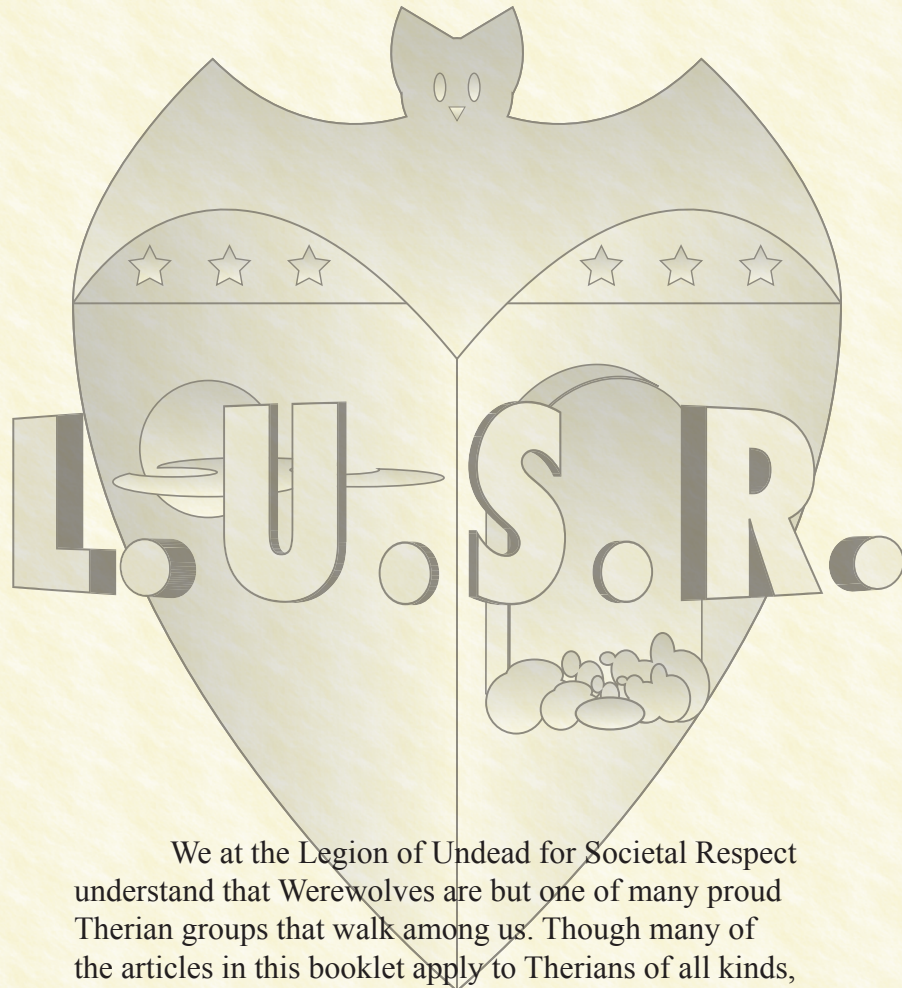 L.U.S.R.
We at the Legion of Undead for Societal Respect
understand that Werewolves are but one of many proud
Therian groups that walk among us. Though many of
the articles in this booklet apply to Therians of all kinds,